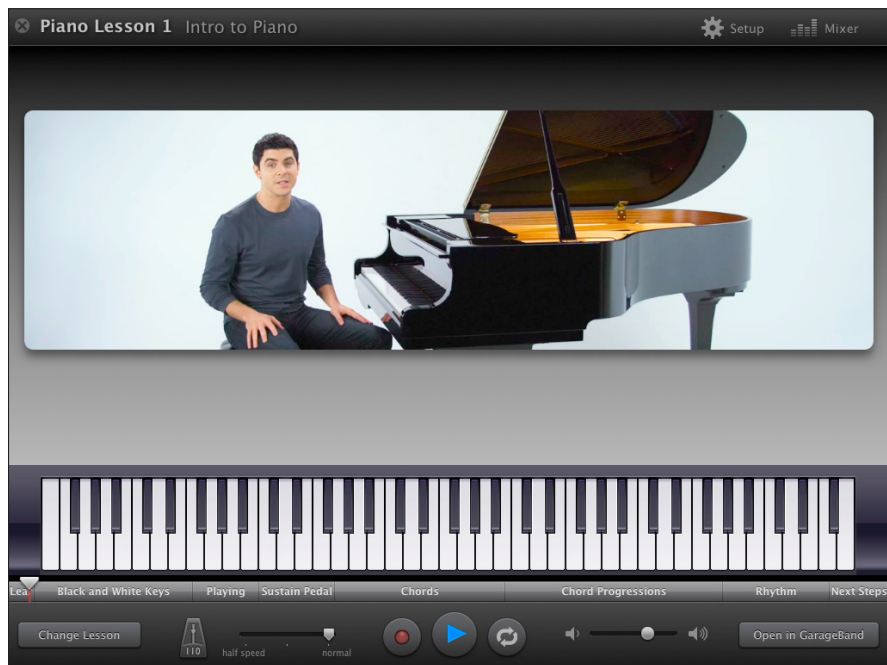 Piano Lesson 1 Intro to Piano
Setup
Mixer
Lea
Black and White Keys
Playing
Sustain Pedal
Chords
Chord Progressions
Rhythm
Next Steps
Change Lesson
110
half speed
normal
Open in GarageBand